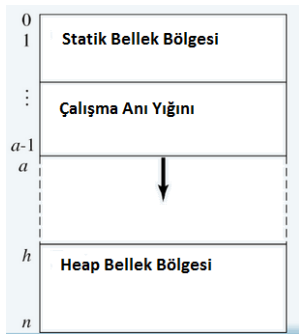 0
1
Statik Bellek Bölgesi
⋮
Çalışma Anı Yığını
a-1
a
h
Heap Bellek Bölgesi
n